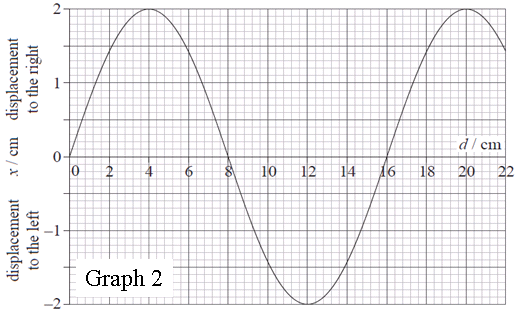 displacement
to the right
x / cm
displacement
to the left
2
1
0
–1
–2
0 2 4 6 8 10 12 14 16 18 20 22
d / cm
Graph 2